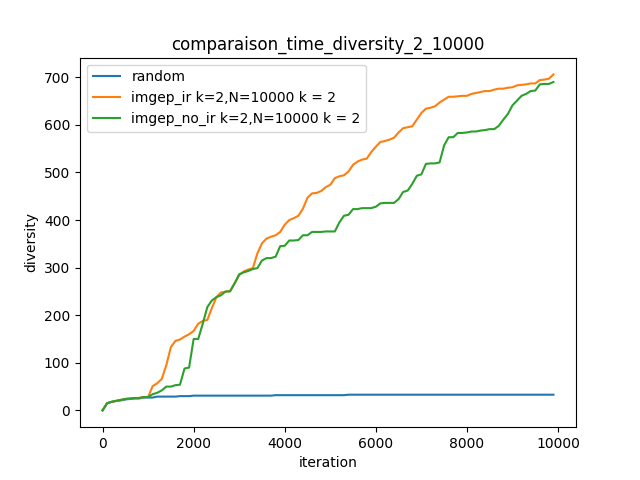 comparaison_time_diversity_2_10000
random
imgep_ir k=2,N=10000 k = 2
imgep_no_ir k=2,N=10000 k = 2
diversity
700
600
500
400
300
200
100
0
0 2000 4000 6000 8000 10000
iteration